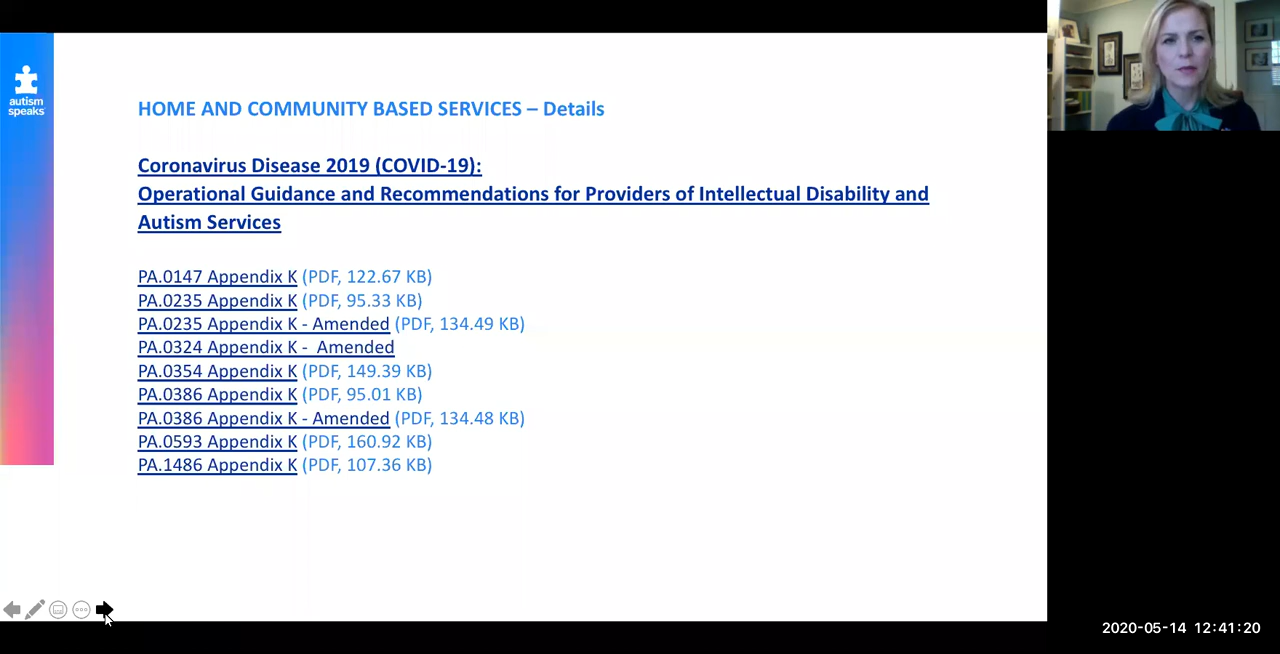 autism
speaks
HOME AND COMMUNITY BASED SERVICES – Details
Coronavirus Disease 2019 (COVID-19):
Operational Guidance and Recommendations for Providers of Intellectual Disability and
Autism Services
PA.0147 Appendix K (PDF, 122.67 KB)
PA.0235 Appendix K (PDF, 95.33 KB)
PA.0235 Appendix K - Amended (PDF, 134.49 KB)
PA.0324 Appendix K -  Amended
PA.0354 Appendix K (PDF, 149.39 KB)
PA.0386 Appendix K (PDF, 95.01 KB)
PA.0386 Appendix K - Amended (PDF, 134.48 KB)
PA.0593 Appendix K (PDF, 160.92 KB)
PA.1486 Appendix K (PDF, 107.36 KB)
2020-05-14 12:41:20